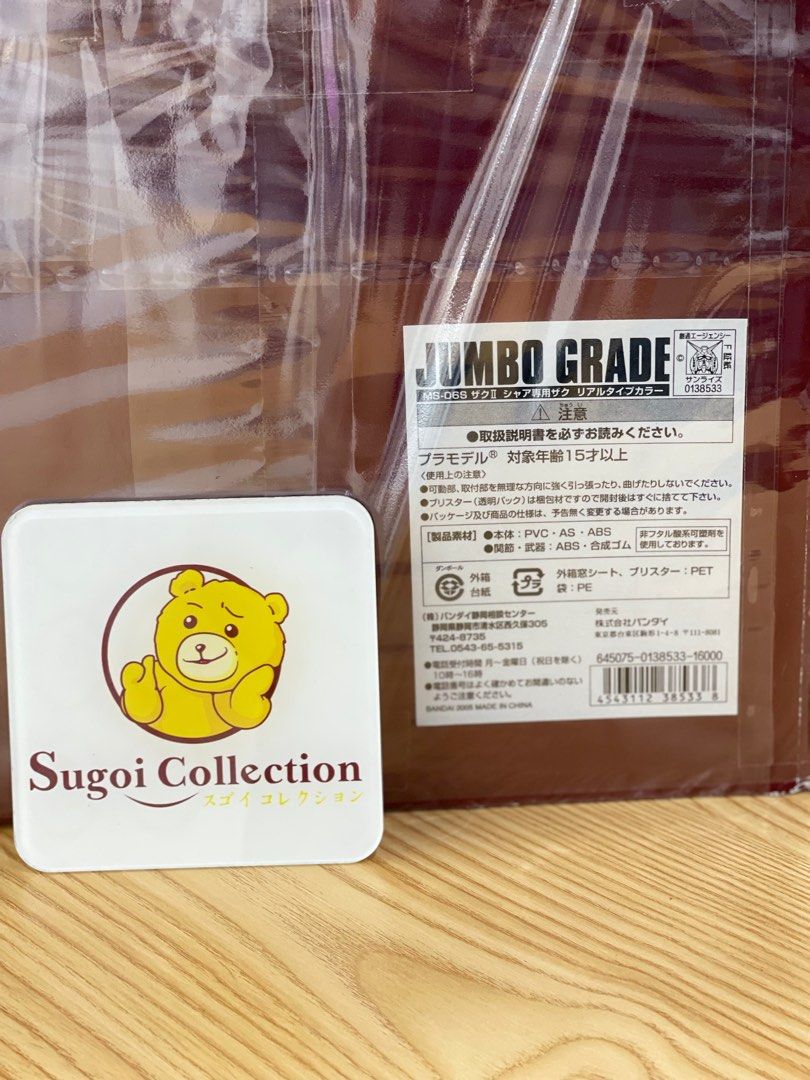 JUMBO GRADE
MS-06S ザクⅡ シャア専用ザク リアルタイプカラー
創通エージェンシー
©
サンライズ
0138533
⚠ 注意
●取扱説明書を必ずお読みください。
プラモデル® 対象年齢15才以上
〈使用上の注意〉
●可動部、取付部を無理な方向に強く引っ張ったり、曲げたりしないでください。
●ブリスター（透明パック）は梱包材ですので開封後はすぐに捨てて下さい。
●パッケージ及び商品の仕様は、予告無く変更する場合があります。
[製品素材] ●本体：PVC・AS・ABS
●関節・武器：ABS・合成ゴム
非フタル酸系可塑剤を
使用しております。
ダンボール
外箱
台紙
プラ
外箱窓シート、ブリスター：PET
袋：PE
(株)バンダイ静岡相談センター
静岡県静岡市清水区西久保305
〒424-8735
TEL.0543-65-5315
●電話受付時間 月〜金曜日（祝日を除く）
10時〜16時
●電話番号はよく確かめてお間違いのない
ようご注意ください。
BANDAI 2005 MADE IN CHINA
発売元
株式会社バンダイ
東京都台東区駒形1-4-8 〒111-8081
645075-0138533-16000
4543112 38533 8
Sugoi Collection
スゴイ コレクション